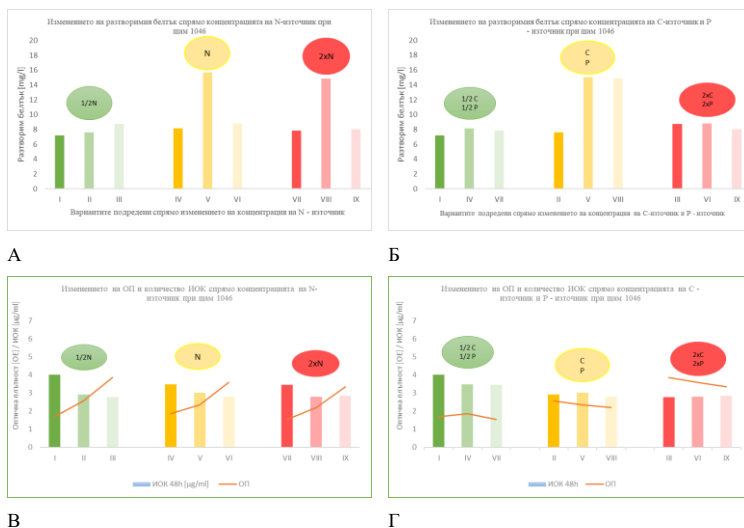 Изменението на разтворимия белтък спрямо концентрацията на N-източник при
щам 1046
Разтворим белтък [mg/l]
20
18
16
14
12
10
8
6
4
2
0
1/2N
N
2xN
I II III IV V VI VII VIII IX
Вариантите подредени спрямо изменението на концентрация на N - източник
А
Изменението на разтворимия белтък спрямо концентрацията на С-източник и Р
- източник при щам 1046
Разтворим белтък [mg/l]
20
18
16
14
12
10
8
6
4
2
0
1/2 C
1/2 P
C
P
2xC
2xP
I IV VII II V VIII III VI IX
Вариантите подредени спрямо изменението на концентрация на С-източник и Р - източник
Б
Изменението на ОП и количество ИОК спрямо концентрацията на N-
източник при щам 1046
Оптична плътност [OE] / ИОК [µg/ml]
7
6
5
4
3
2
1
0
1/2N
N
2xN
I II III IV V VI VII VIII IX
ИОК 48h [µg/ml] ОП
В
Изменението на ОП и количество ИОК спрямо концентрацията на С -
източник и Р - източник при щам 1046
Оптична плътност [OE] / ИОК [µg/ml]
7
6
5
4
3
2
1
0
1/2 C
1/2 P
C
P
2xC
2xP
I IV VII II V VIII III VI IX
ИОК 48h ОП
Г